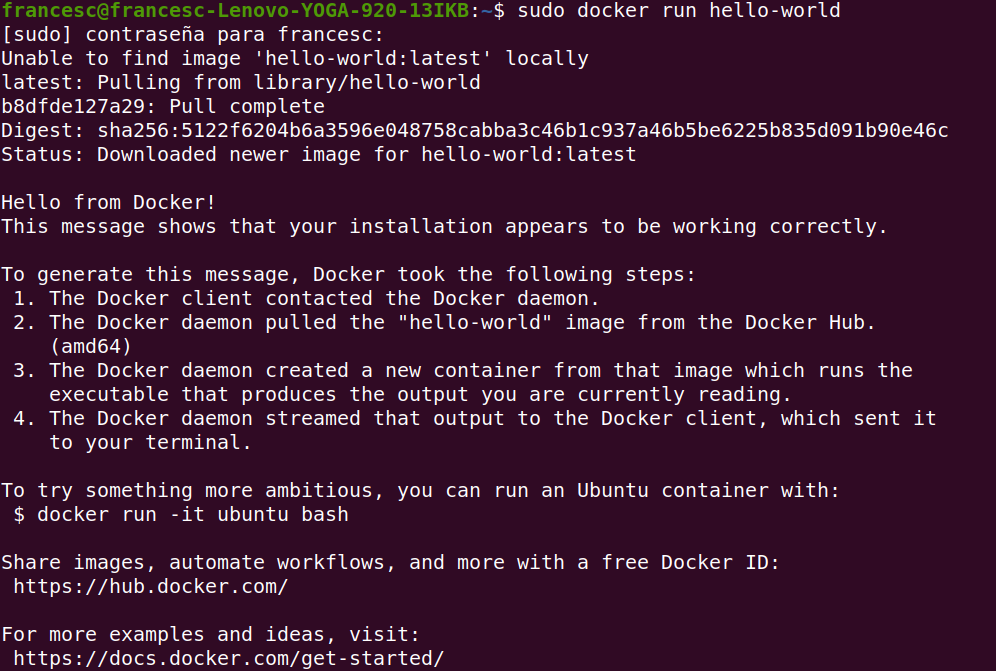 francesc@francesc-Lenovo-YOGA-920-13IKB:~$ sudo docker run hello-world
[sudo] contraseña para francesc:
Unable to find image 'hello-world:latest' locally
latest: Pulling from library/hello-world
b8dfde127a29: Pull complete
Digest: sha256:5122f6204b6a3596e048758cabba3c46b1c937a46b5be6225b835d091b90e46c
Status: Downloaded newer image for hello-world:latest

Hello from Docker!
This message shows that your installation appears to be working correctly.

To generate this message, Docker took the following steps:
 1. The Docker client contacted the Docker daemon.
 2. The Docker daemon pulled the "hello-world" image from the Docker Hub.
    (amd64)
 3. The Docker daemon created a new container from that image which runs the
    executable that produces the output you are currently reading.
 4. The Docker daemon streamed that output to the Docker client, which sent it
    to your terminal.

To try something more ambitious, you can run an Ubuntu container with:
 $ docker run -it ubuntu bash

Share images, automate workflows, and more with a free Docker ID:
 https://hub.docker.com/

For more examples and ideas, visit:
 https://docs.docker.com/get-started/